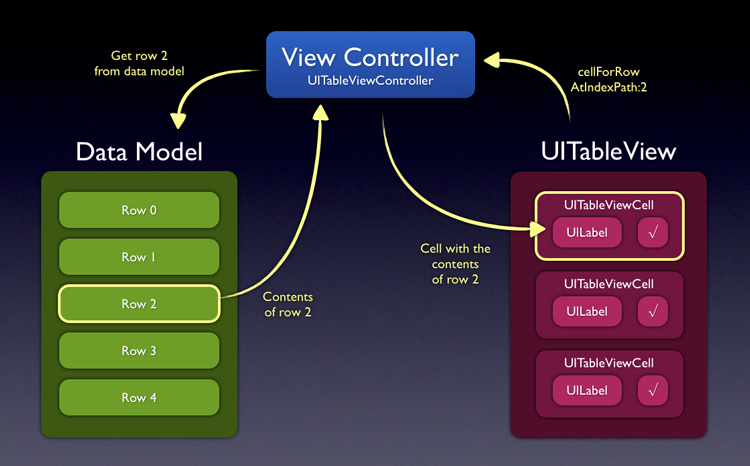 View Controller
UITableViewController
Get row 2
from data model
cellForRow
AtIndexPath:2
Data Model
Row 0
Row 1
Row 2
Row 3
Row 4
Contents
of row 2
Cell with the
contents
of row 2
UITableView
UITableViewCell
UILabel √
UITableViewCell
UILabel √
UITableViewCell
UILabel √